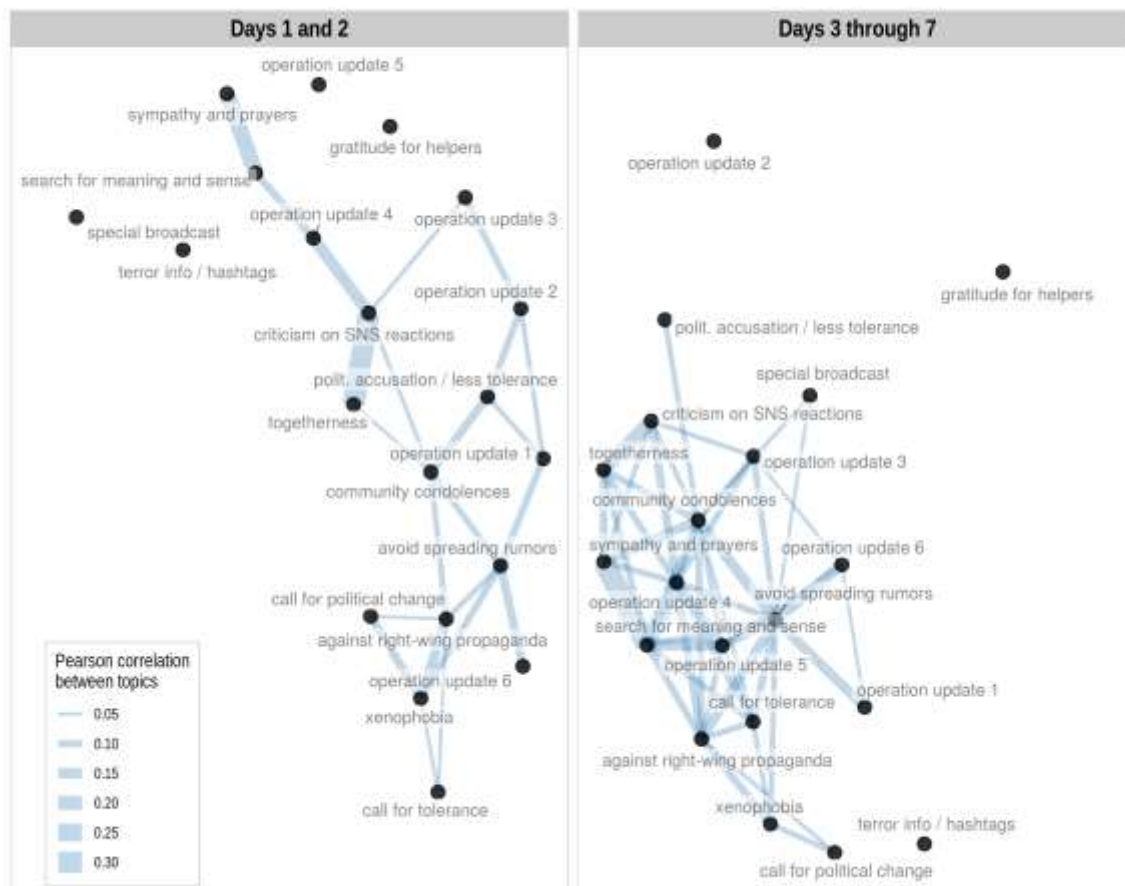 Days 1 and 2
operation update 5
sympathy and prayers
gratitude for helpers
search for meaning and sense
operation update 4
operation update 3
special broadcast
terror info / hashtags
operation update 2
criticism on SNS reactions
polit. accusation / less tolerance
togetherness
operation update 1
community condolences
avoid spreading rumors
call for political change
against right-wing propaganda
operation update 6
xenophobia
call for tolerance
Pearson correlation
between topics
0.05
0.10
0.15
0.20
0.25
0.30
Days 3 through 7
operation update 2
gratitude for helpers
polit. accusation / less tolerance
special broadcast
criticism on SNS reactions
togetherness
operation update 3
community condolences
sympathy and prayers
operation update 6
avoid spreading rumors
operation update 4
search for meaning and sense
operation update 5
operation update 1
call for tolerance
against right-wing propaganda
xenophobia
terror info / hashtags
call for political change